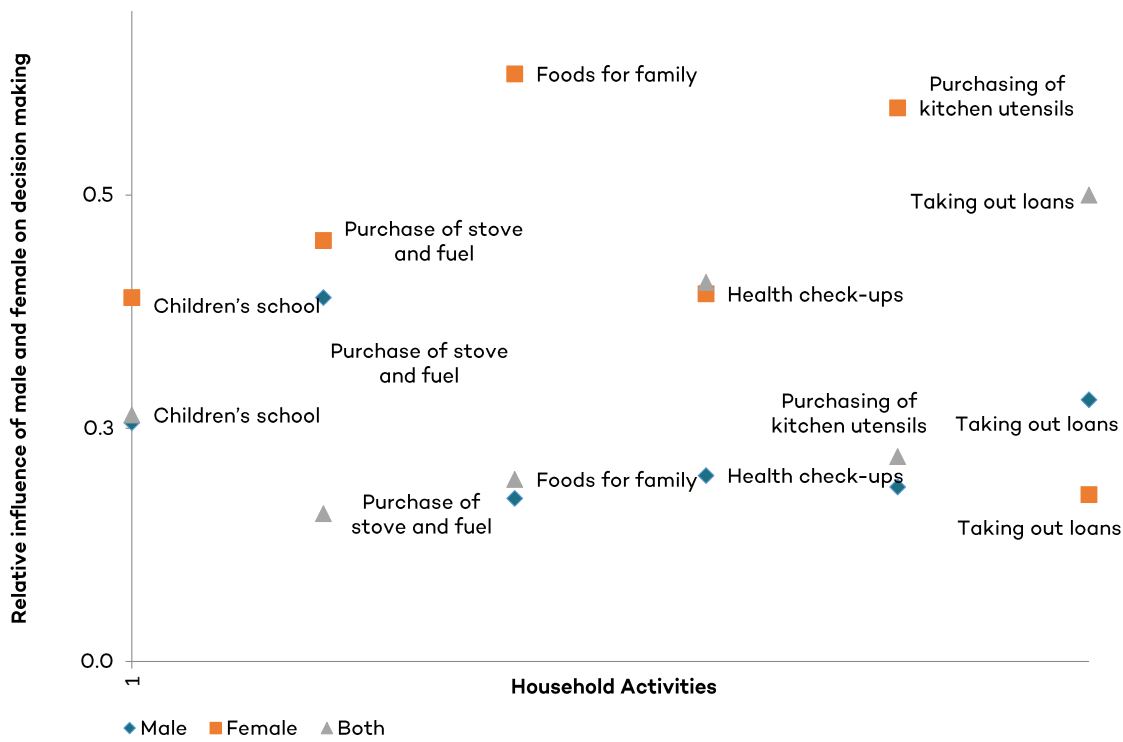 Relative influence of male and female on decision making
Foods for family
Purchasing of
kitchen utensils
0.5
Taking out loans
Purchase of stove
and fuel
Children’s school
Health check-ups
Purchase of stove
and fuel
Purchasing of
kitchen utensils
Children’s school
0.3
Taking out loans
Foods for family
Health check-ups
Purchase of
stove and fuel
Taking out loans
0.0
1
Household Activities
Male
Female
Both